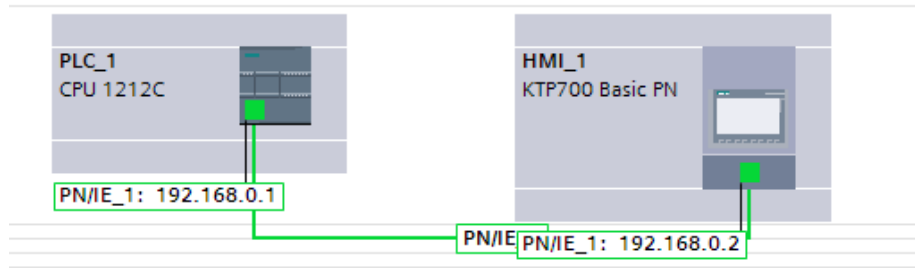 PLC_1
CPU 1212C
HMI_1
KTP700 Basic PN
PN/IE_1: 192.168.0.1
PN/IE
PN/IE_1: 192.168.0.2